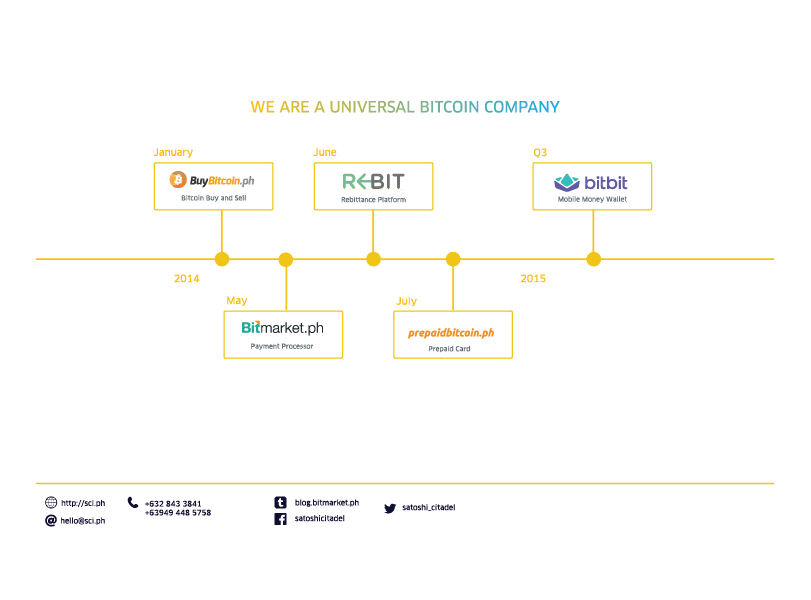 WE ARE A UNIVERSAL BITCOIN COMPANY
January
BuyBitcoin.ph
Bitcoin Buy and Sell
June
REBIT
Rebittance Platform
Q3
bitbit
Mobile Money Wallet
2014
2015
May
Bitmarket.ph
Payment Processor
July
prepaidbitcoin.ph
Prepaid Card
http://sci.ph
hello@sci.ph
+632 843 3841
+63949 448 5758
blog.bitmarket.ph
satoshicitadel
satoshi_citadel